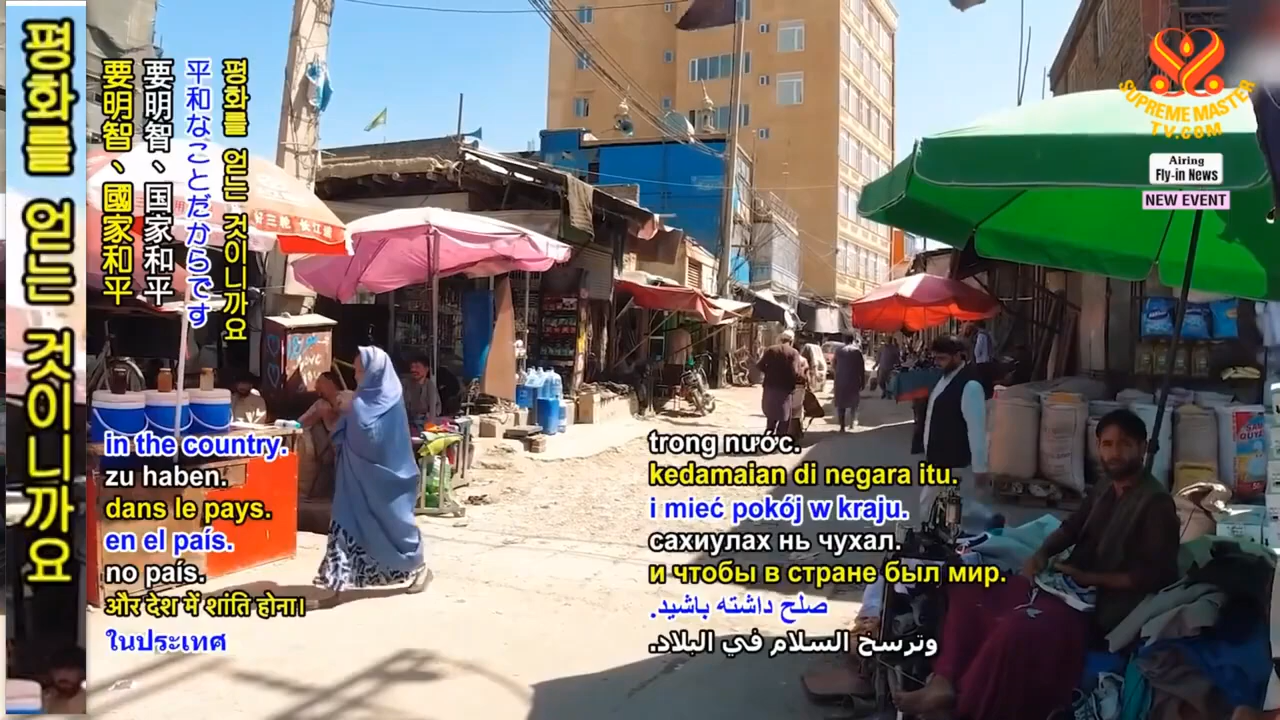 평화를 얻는 것이니까요
要明智、國家和平
要明智、国家和平
平和なことだからです
평화를 얻는 것이니까요
SUPREME MASTER
TV.COM
Airing
Fly-in News
NEW EVENT
in the country.
zu haben.
dans le pays.
en el país.
no país.
और देश में शांति होना।
ในประเทศ
trong nước.
kedamaian di negara itu.
i mieć pokój w kraju.
сахиулах нь чухал.
и чтобы в стране был мир.
صلح داشته باشید.
وترسخ السلام في البلاد.